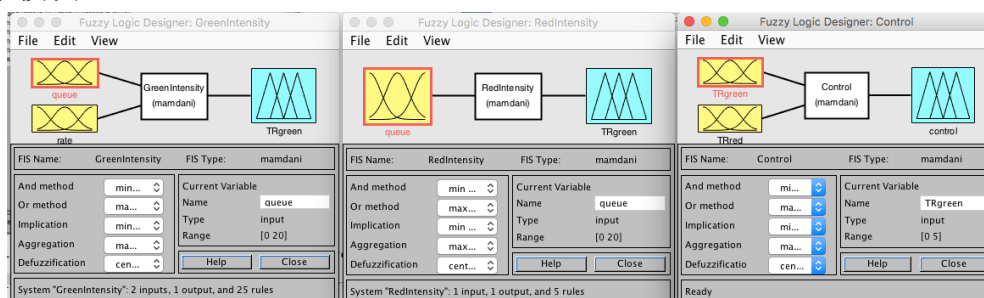 Fuzzy Logic Designer: GreenIntensity
File Edit View
queue
rate
GreenIntensity
(mamdani)
TRgreen
FIS Name: GreenIntensity FIS Type: mamdani
And method min...
Or method ma...
Implication min...
Aggregation ma...
Defuzzification cen...
Current Variable
Name queue
Type input
Range [0 20]
Help Close
System "GreenIntensity": 2 inputs, 1 output, and 25 rules
Fuzzy Logic Designer: RedIntensity
File Edit View
queue
RedIntensity
(mamdani)
TRgreen
FIS Name: RedIntensity FIS Type: mamdani
And method min ...
Or method max...
Implication min ...
Aggregation max...
Defuzzification cent...
Current Variable
Name queue
Type input
Range [0 20]
Help Close
System "RedIntensity": 1 input, 1 output, and 5 rules
Fuzzy Logic Designer: Control
File Edit View
TRgreen
TRred
Control
(mamdani)
control
FIS Name: Control FIS Type: mamdani
And method mi...
Or method ma...
Implication mi...
Aggregation ma...
Defuzzificatio cen...
Current Variable
Name TRgreen
Type input
Range [0 5]
Help Close
Ready